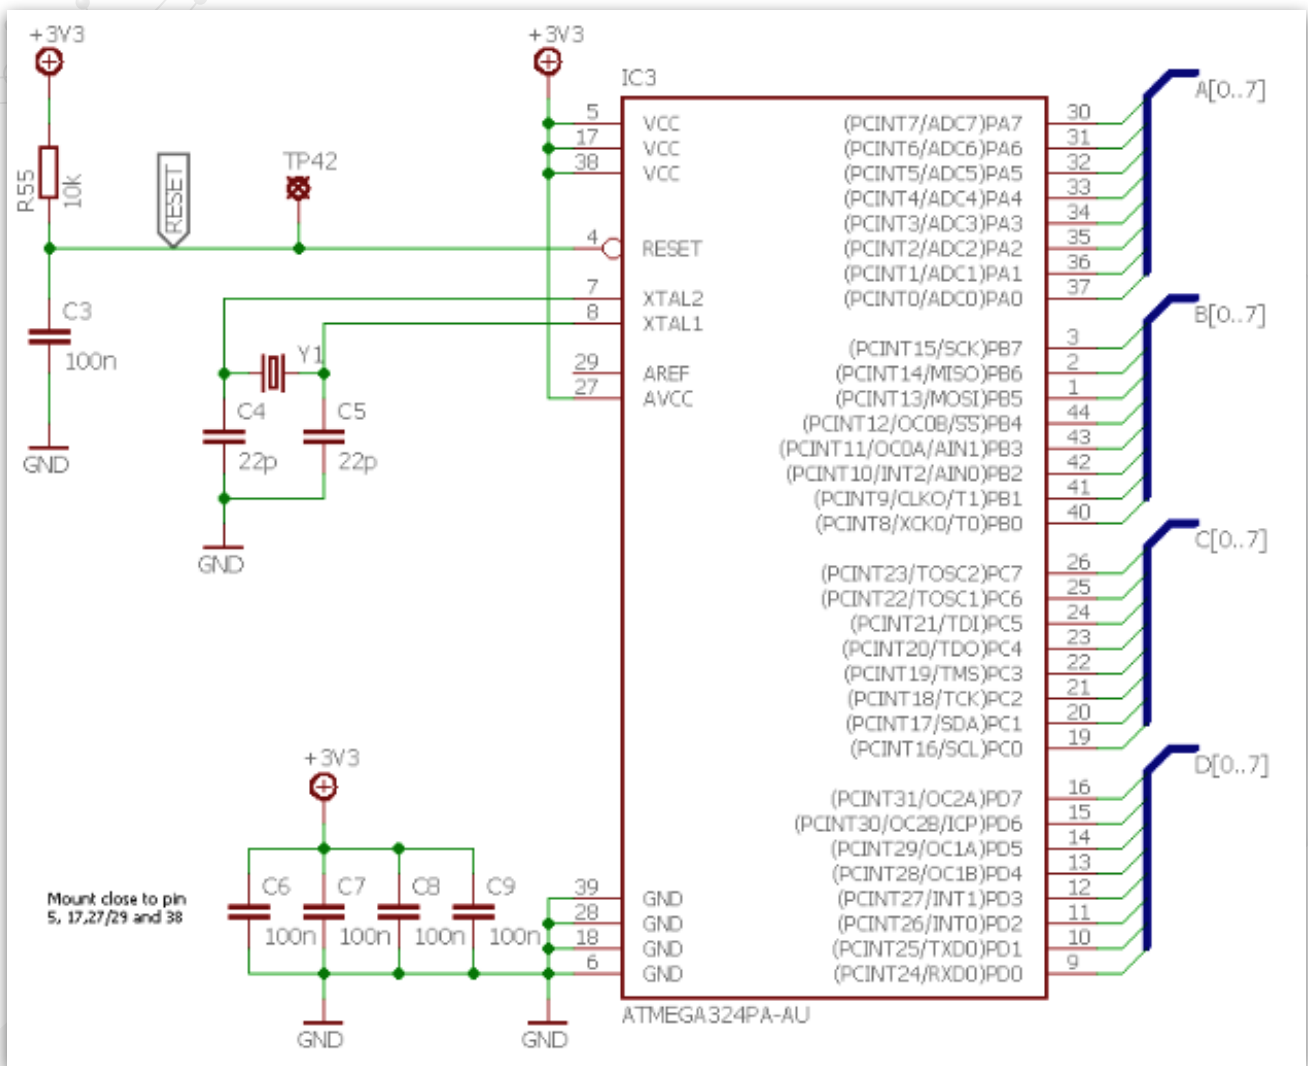 +3V3
+3V3
IC3
A[0..7]
R55
10k
RESET
TP42
C3
100n
GND
Y1
C4
22p
C5
22p
GND
5 VCC
17 VCC
38 VCC
4 RESET
7 XTAL2
8 XTAL1
29 AREF
27 AVCC
(PCINT7/ADC7)PA7 30
(PCINT6/ADC6)PA6 31
(PCINT5/ADC5)PA5 32
(PCINT4/ADC4)PA4 33
(PCINT3/ADC3)PA3 34
(PCINT2/ADC2)PA2 35
(PCINT1/ADC1)PA1 36
(PCINT0/ADC0)PA0 37
B[0..7]
(PCINT15/SCK)PB7 3
(PCINT14/MISO)PB6 2
(PCINT13/MOSI)PB5 1
(PCINT12/OC0B/SS)PB4 44
(PCINT11/OC0A/AIN1)PB3 43
(PCINT10/INT2/AIN0)PB2 42
(PCINT9/CLKO/T1)PB1 41
(PCINT8/XCK0/T0)PB0 40
C[0..7]
(PCINT23/TOSC2)PC7 26
(PCINT22/TOSC1)PC6 25
(PCINT21/TDI)PC5 24
(PCINT20/TDO)PC4 23
(PCINT19/TMS)PC3 22
(PCINT18/TCK)PC2 21
(PCINT17/SDA)PC1 20
(PCINT16/SCL)PC0 19
D[0..7]
(PCINT31/OC2A)PD7 16
(PCINT30/OC2B/ICP)PD6 15
(PCINT29/OC1A)PD5 14
(PCINT28/OC1B)PD4 13
(PCINT27/INT1)PD3 12
(PCINT26/INT0)PD2 11
(PCINT25/TXD0)PD1 10
(PCINT24/RXD0)PD0 9
+3V3
Mount close to pin
5, 17,27/29 and 38
C6
100n
C7
100n
C8
100n
C9
100n
39 GND
28 GND
18 GND
6 GND
GND
GND
ATMEGA324PA-AU